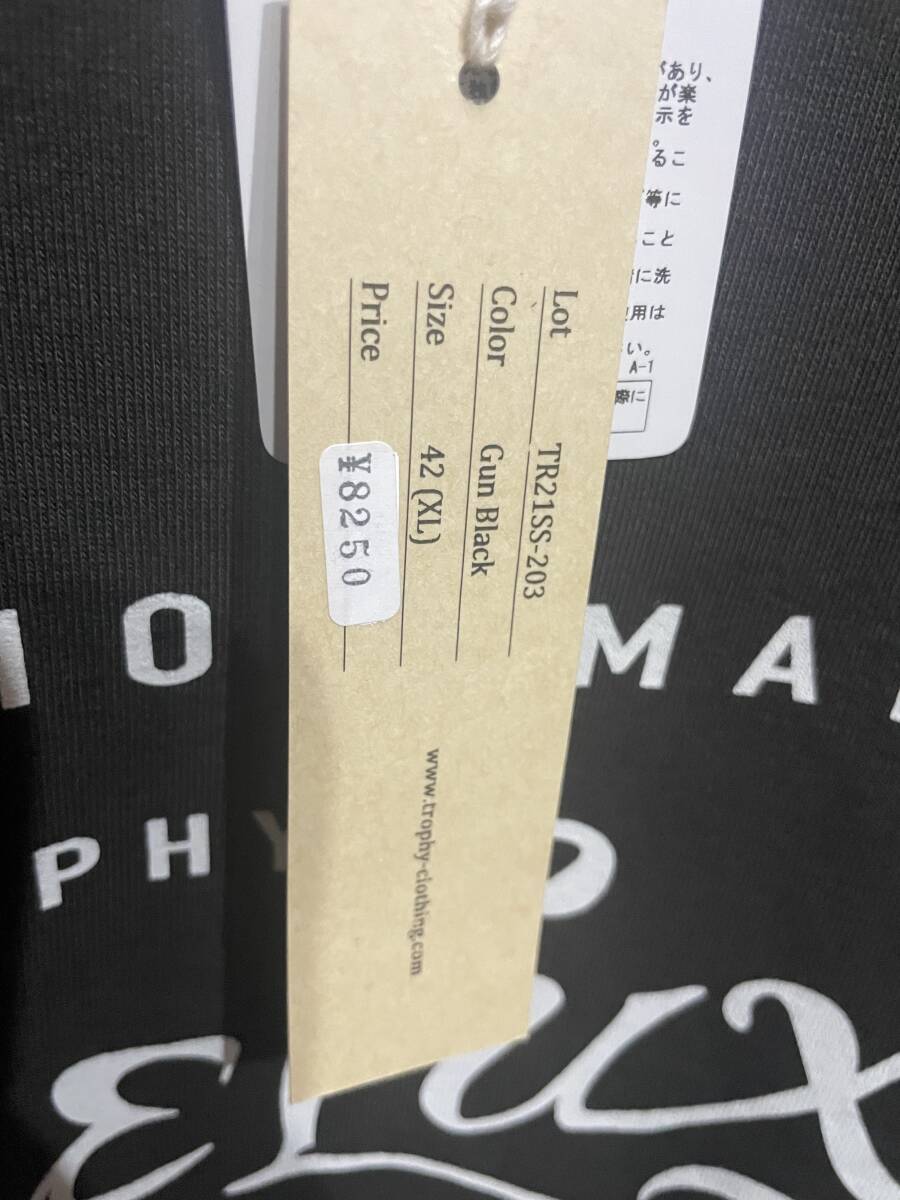 Lot TR21SS-203
Color Gun Black
Size 42 (XL)
Price ¥8250
www.trophy-clothing.com
があり、
が楽
示を
るこ
等に
こと
に洗
用は
い。
A-1
際に
IO MA
PHY